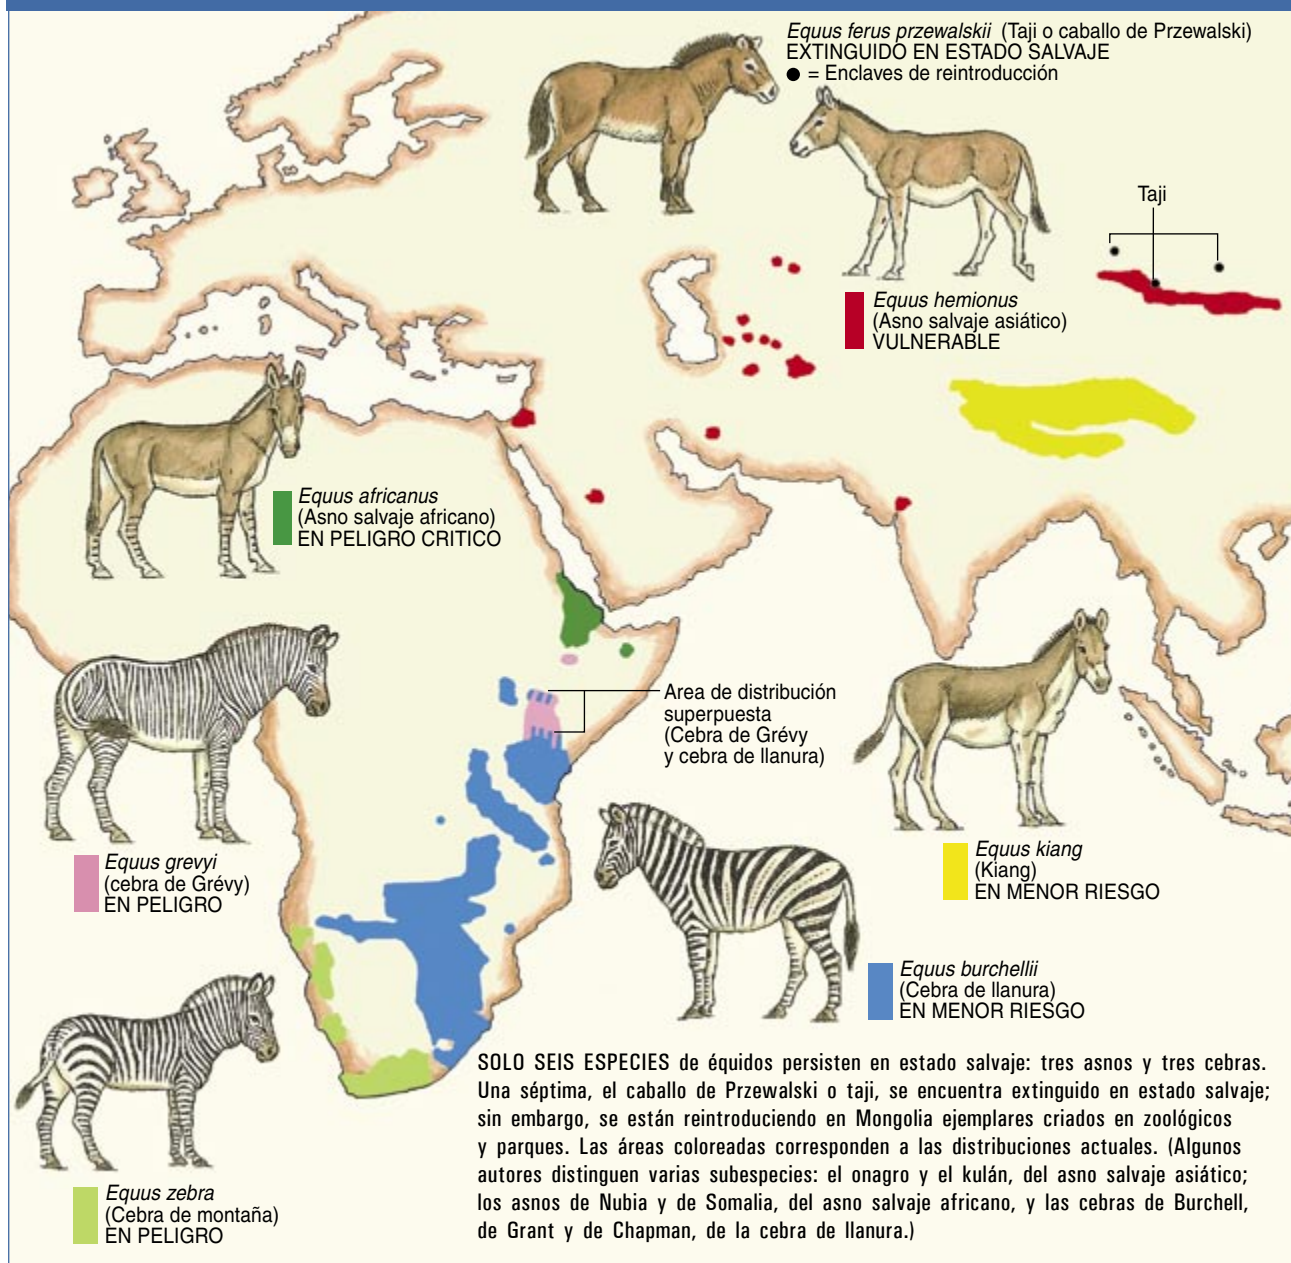 Equus ferus przewalskii (Taji o caballo de Przewalski)
EXTINGUIDO EN ESTADO SALVAJE
● = Enclaves de reintroducción
Taji
Equus hemionus
(Asno salvaje asiático)
VULNERABLE
Equus africanus
(Asno salvaje africano)
EN PELIGRO CRITICO
Area de distribución
superpuesta
(Cebra de Grévy
y cebra de llanura)
Equus grevyi
(cebra de Grévy)
EN PELIGRO
Equus kiang
(Kiang)
EN MENOR RIESGO
Equus burchellii
(Cebra de llanura)
EN MENOR RIESGO
Equus zebra
(Cebra de montaña)
EN PELIGRO
SOLO SEIS ESPECIES de équidos persisten en estado salvaje: tres asnos y tres cebras.
Una séptima, el caballo de Przewalski o taji, se encuentra extinguido en estado salvaje;
sin embargo, se están reintroduciendo en Mongolia ejemplares criados en zoológicos
y parques. Las áreas coloreadas corresponden a las distribuciones actuales. (Algunos
autores distinguen varias subespecies: el onagro y el kulán, del asno salvaje asiático;
los asnos de Nubia y de Somalia, del asno salvaje africano, y las cebras de Burchell,
de Grant y de Chapman, de la cebra de llanura.)